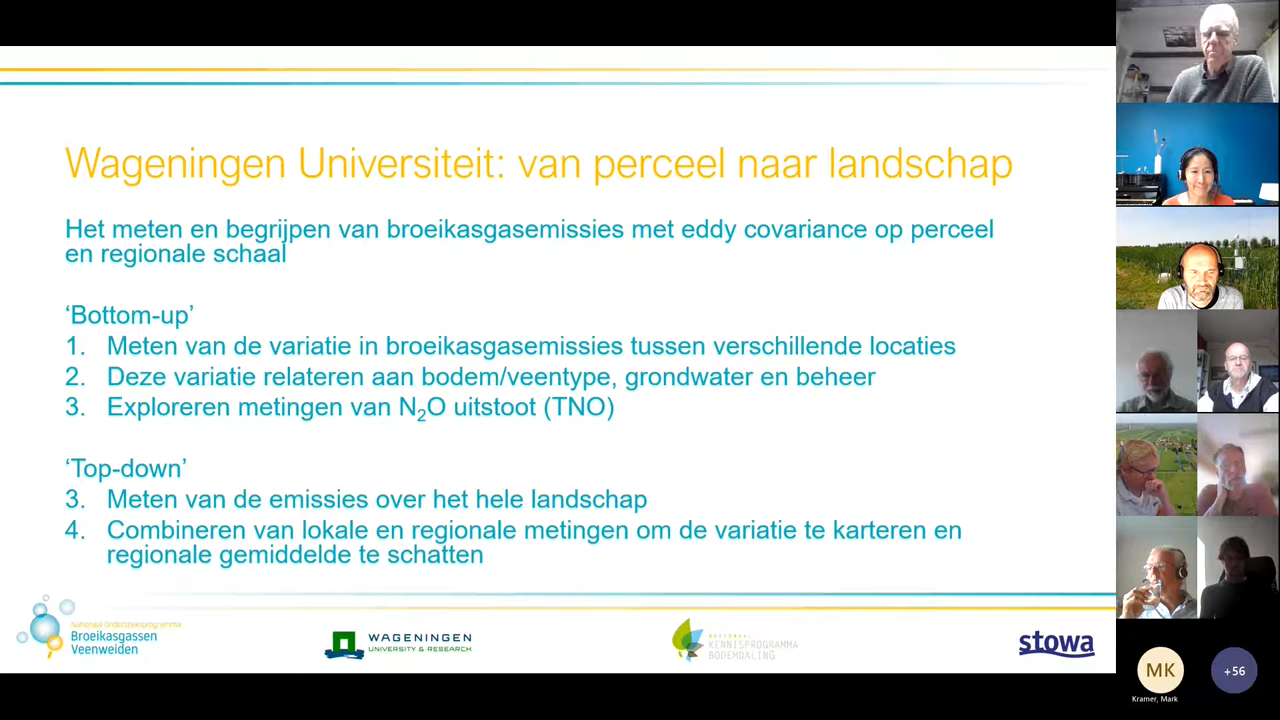 Wageningen Universiteit: van perceel naar landschap
Het meten en begrijpen van broeikasgasemissies met eddy covariance op perceel
en regionale schaal
‘Bottom-up’
1. Meten van de variatie in broeikasgasemissies tussen verschillende locaties
2. Deze variatie relateren aan bodem/veentype, grondwater en beheer
3. Exploreren metingen van N₂O uitstoot (TNO)
‘Top-down’
3. Meten van de emissies over het hele landschap
4. Combineren van lokale en regionale metingen om de variatie te karteren en
regionale gemiddelde te schatten
Nationaal Onderzoeksprogramma
Broeikasgassen
Veenweiden
WAGENINGEN
UNIVERSITY & RESEARCH
NATIONAAL
KENNISPROGRAMMA
BODEMDALING
stowa
MK
+56
Kramer, Mark